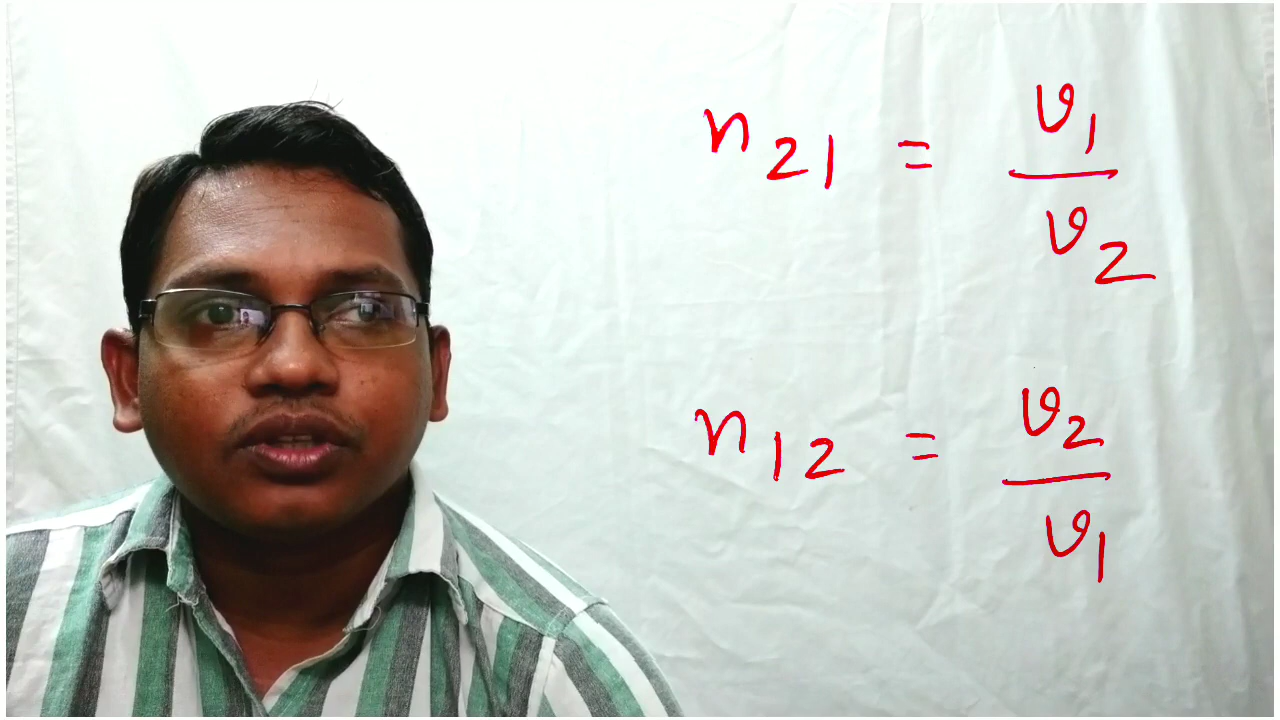 n₂₁ = v₁/v₂
n₁₂ = v₂/v₁